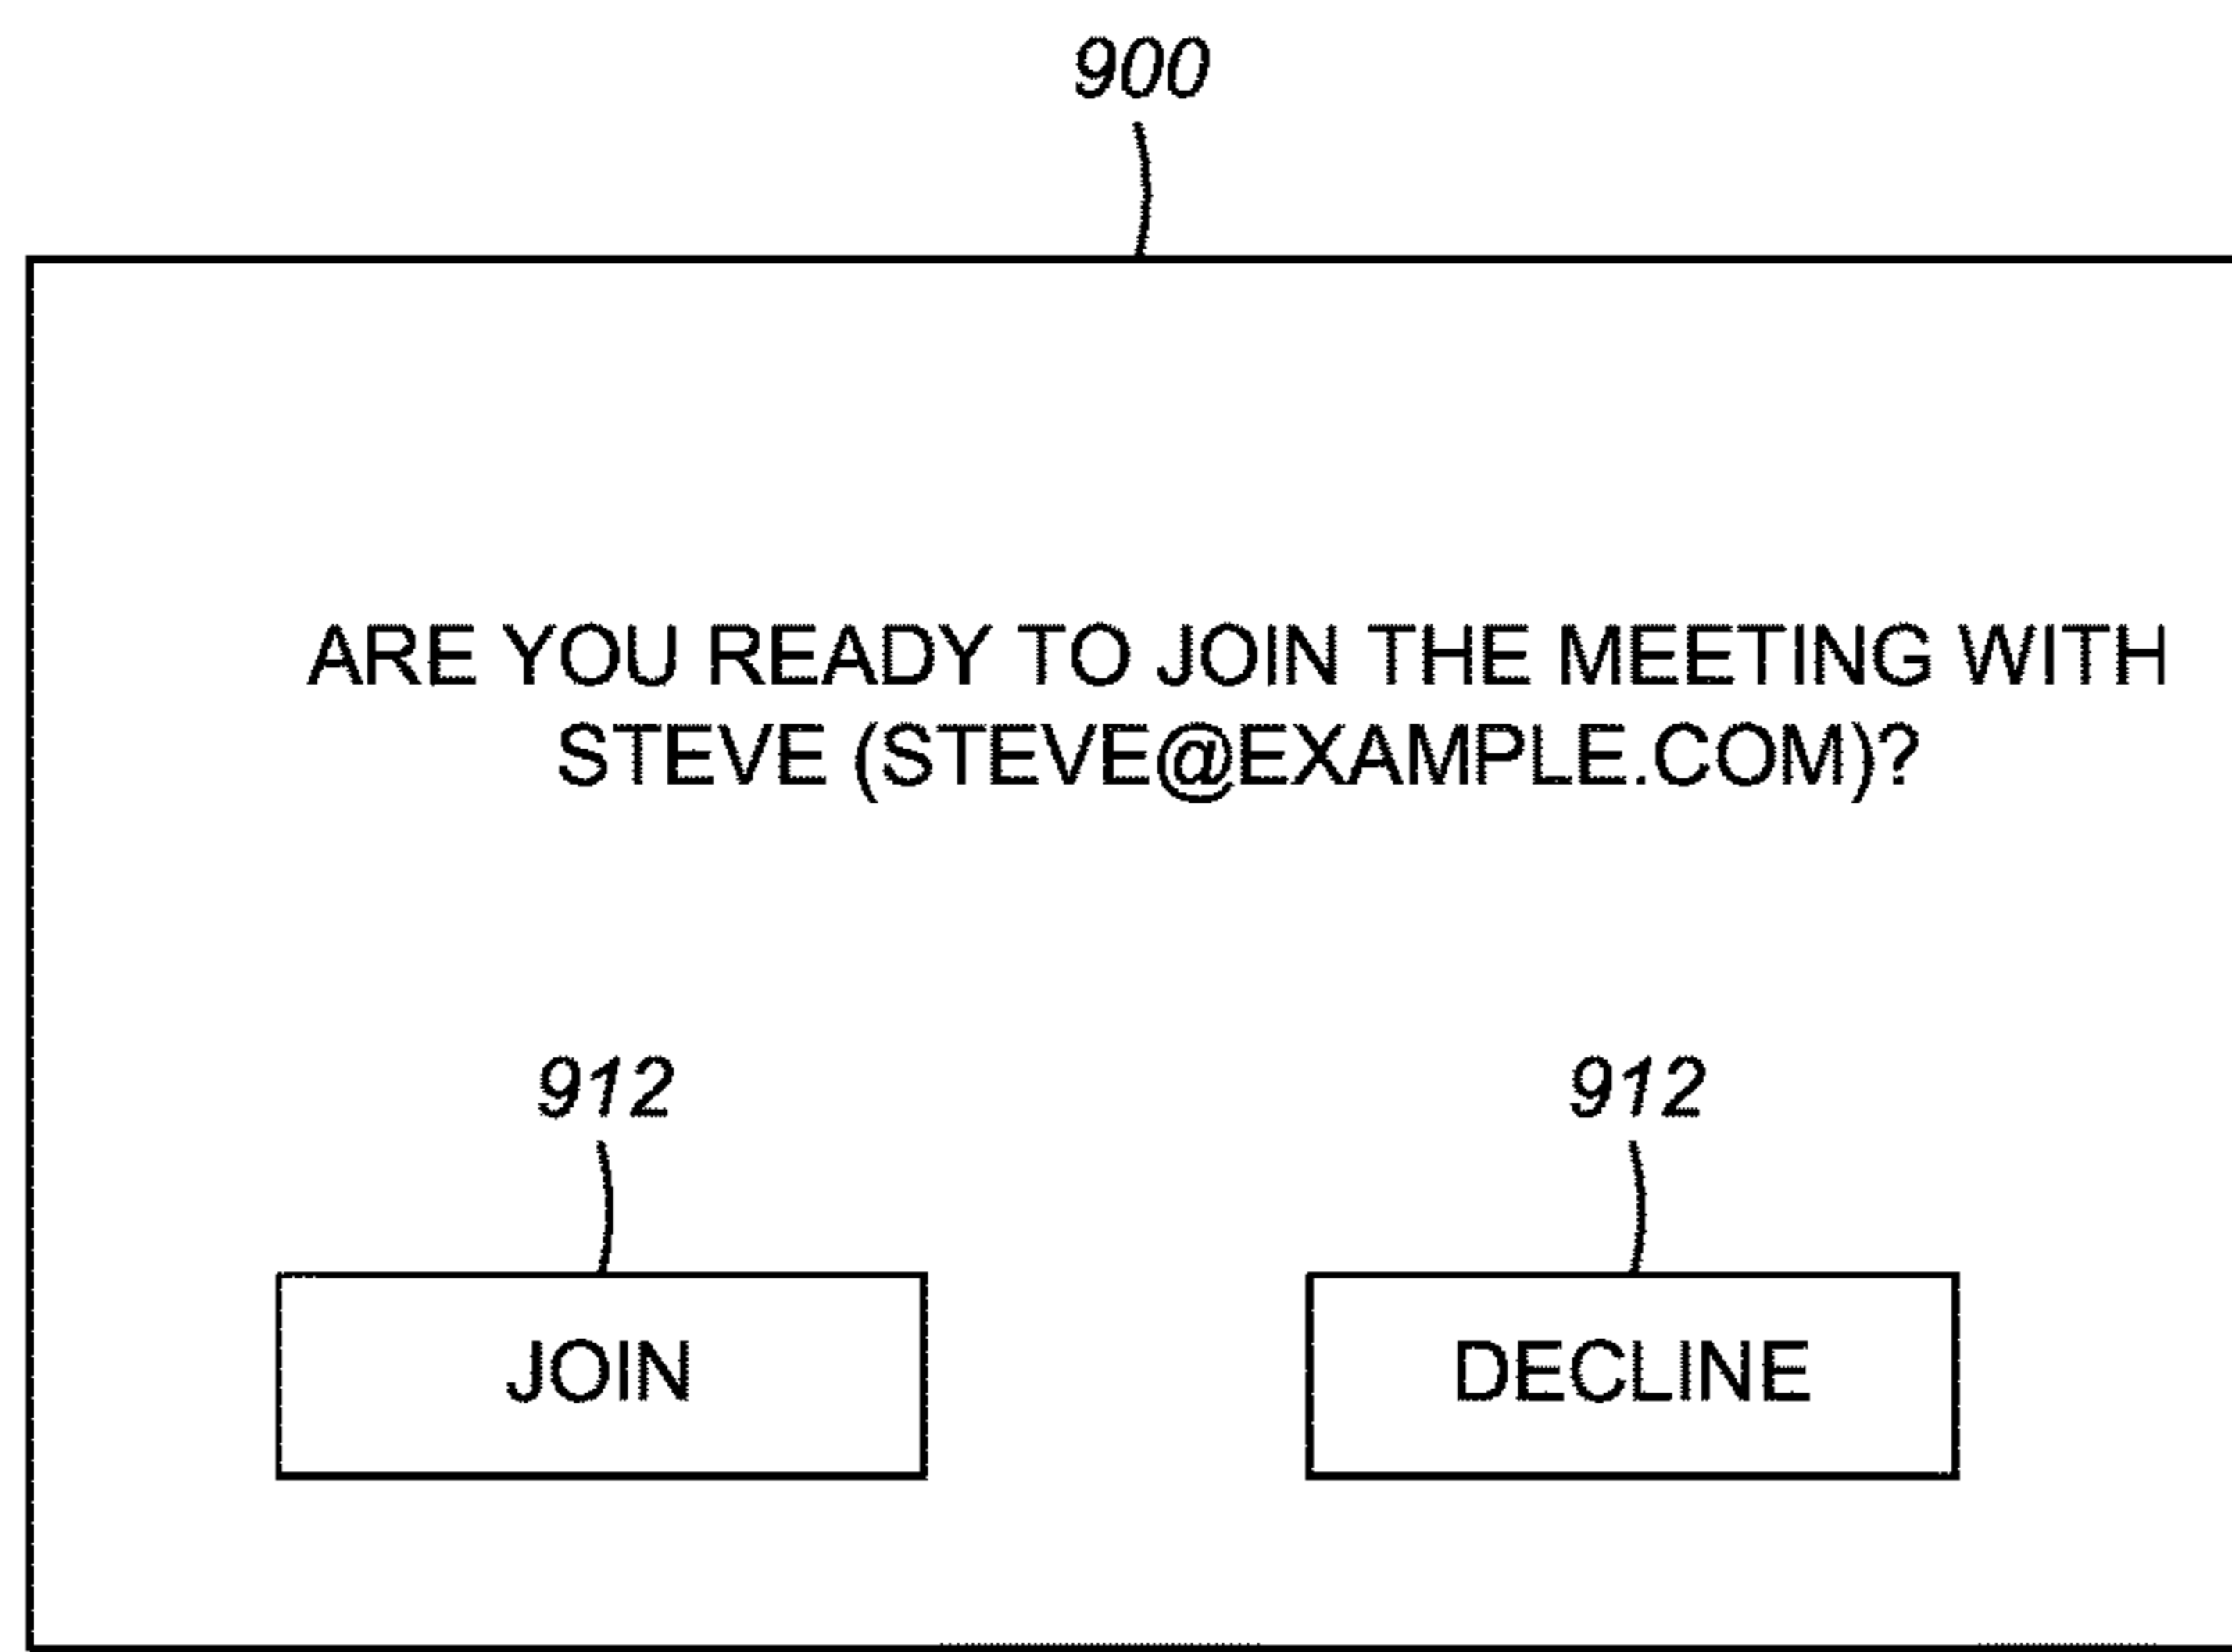 900
ARE YOU READY TO JOIN THE MEETING WITH
STEVE (STEVE@EXAMPLE.COM)?
912
912
JOIN
DECLINE